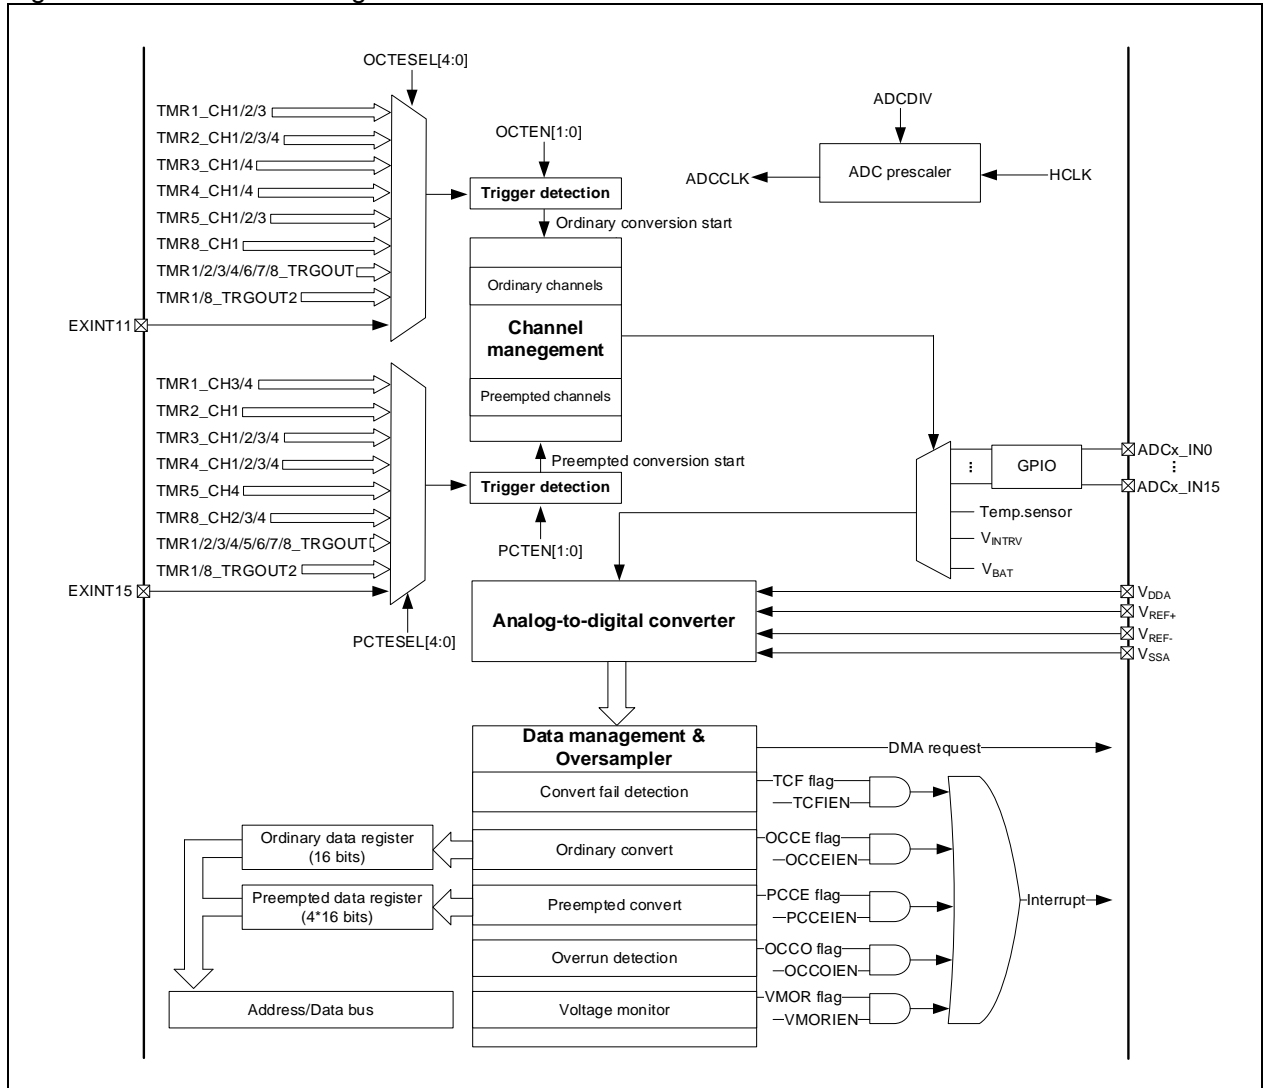 OCTESEL[4:0]
TMR1_CH1/2/3
TMR2_CH1/2/3/4
TMR3_CH1/4
TMR4_CH1/4
TMR5_CH1/2/3
TMR8_CH1
TMR1/2/3/4/6/7/8_TRGOUT
TMR1/8_TRGOUT2
EXINT11
OCTEN[1:0]
Trigger detection
Ordinary conversion start
ADCDIV
ADC prescaler
ADCCLK
HCLK
Ordinary channels
Channel
manegement
Preempted channels
TMR1_CH3/4
TMR2_CH1
TMR3_CH1/2/3/4
TMR4_CH1/2/3/4
TMR5_CH4
TMR8_CH2/3/4
TMR1/2/3/4/5/6/7/8_TRGOUT
TMR1/8_TRGOUT2
EXINT15
PCTESEL[4:0]
Preempted conversion start
Trigger detection
PCTEN[1:0]
GPIO
ADCx_IN0
ADCx_IN15
Temp.sensor
VINTRV
VBAT
VDDA
VREF+
VREF-
VSSA
Analog-to-digital converter
Data management &
Oversampler
DMA request
Convert fail detection
TCF flag
TCFIEN
Ordinary convert
OCCE flag
OCCEIEN
Preempted convert
PCCE flag
PCCEIEN
Overrun detection
OCCO flag
OCCOIEN
Voltage monitor
VMOR flag
VMORIEN
Interrupt
Ordinary data register
(16 bits)
Preempted data register
(4*16 bits)
Address/Data bus